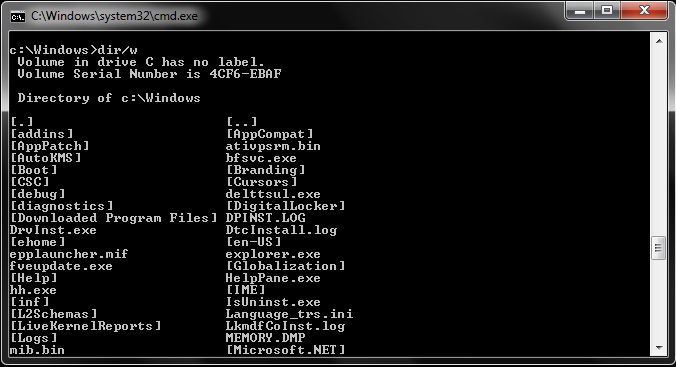 C:\Windows\system32\cmd.exe
c:\Windows>dir/w
Volume in drive C has no label.
Volume Serial Number is 4CF6-EBAF
Directory of c:\Windows
[.] [..]
[addins] [AppCompat]
[AppPatch] ativpsrm.bin
[AutoKMS] bfsvc.exe
[Boot] [Branding]
[CSC] [Cursors]
[debug] delttsul.exe
[diagnostics] [DigitalLocker]
[Downloaded Program Files] DPINST.LOG
DrvInst.exe DtcInstall.log
[ehome] [en-US]
epplauncher.mif explorer.exe
fveupdate.exe [Globalization]
[Help] HelpPane.exe
hh.exe [IME]
[inf] IsUninst.exe
[L2Schemas] Language_trs.ini
[LiveKernelReports] LkmdfCoInst.log
[Logs] MEMORY.DMP
mib.bin [Microsoft.NET]